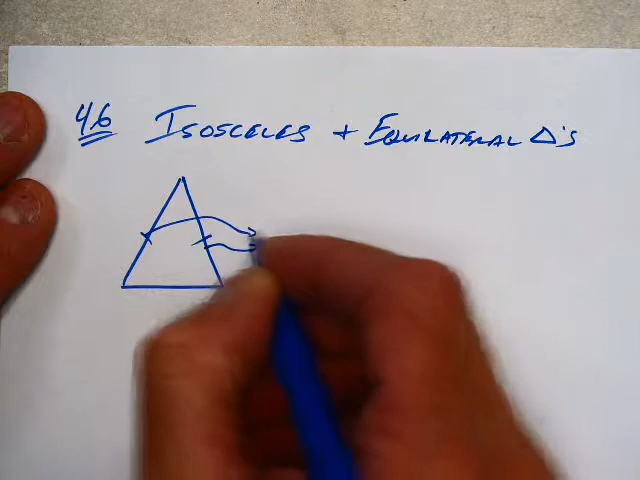 4.6 Isosceles + Equilateral Δ's